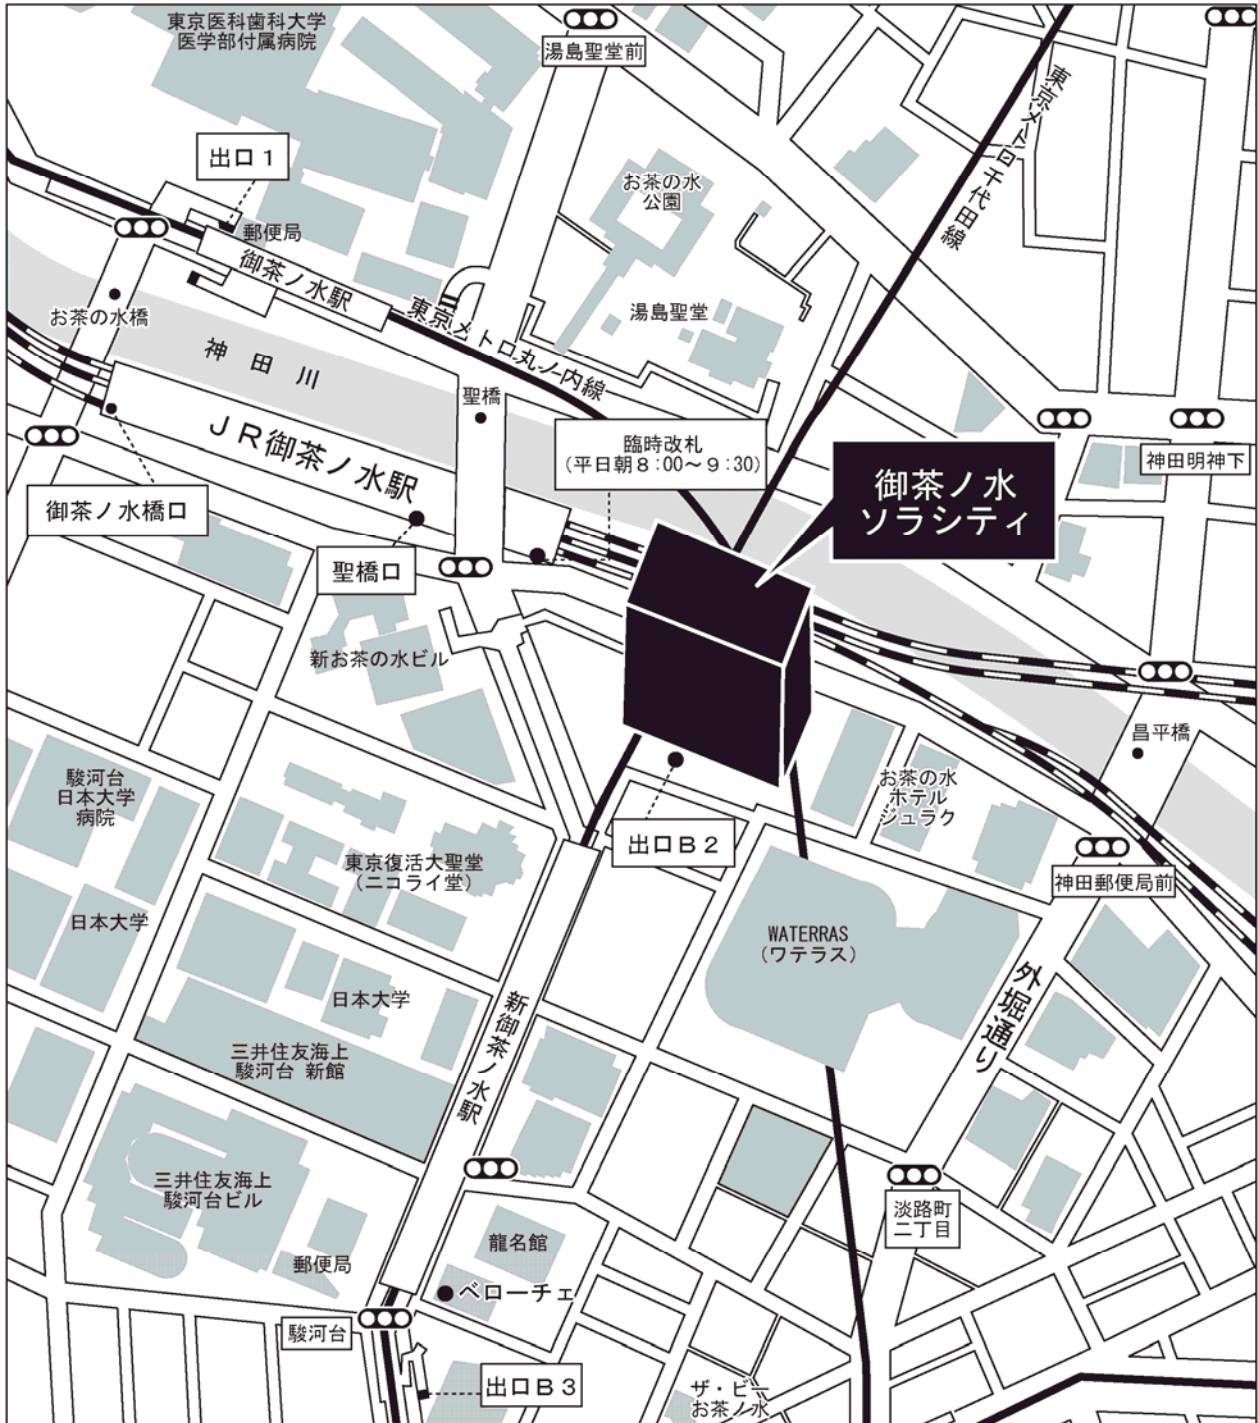 東京医科歯科大学
医学部付属病院
湯島聖堂前
出口1
郵便局
御茶ノ水駅
お茶の水
公園
東京メトロ千代田線
お茶の水橋
東京メトロ丸ノ内線
湯島聖堂
神田川
聖橋
JR御茶ノ水駅
臨時改札
(平日朝8:00〜9:30)
御茶ノ水
ソラシティ
神田明神下
御茶ノ水橋口
聖橋口
新お茶の水ビル
昌平橋
駿河台
日本大学
病院
お茶の水
ホテル
ジュラク
出口B2
東京復活大聖堂
(ニコライ堂)
神田郵便局前
日本大学
WATERRAS
(ワテラス)
日本大学
新御茶ノ水駅
外堀通り
三井住友海上
駿河台 新館
三井住友海上
駿河台ビル
淡路町
二丁目
龍名館
郵便局
ベローチェ
駿河台
出口B3
ザ・ビー
お茶ノ水